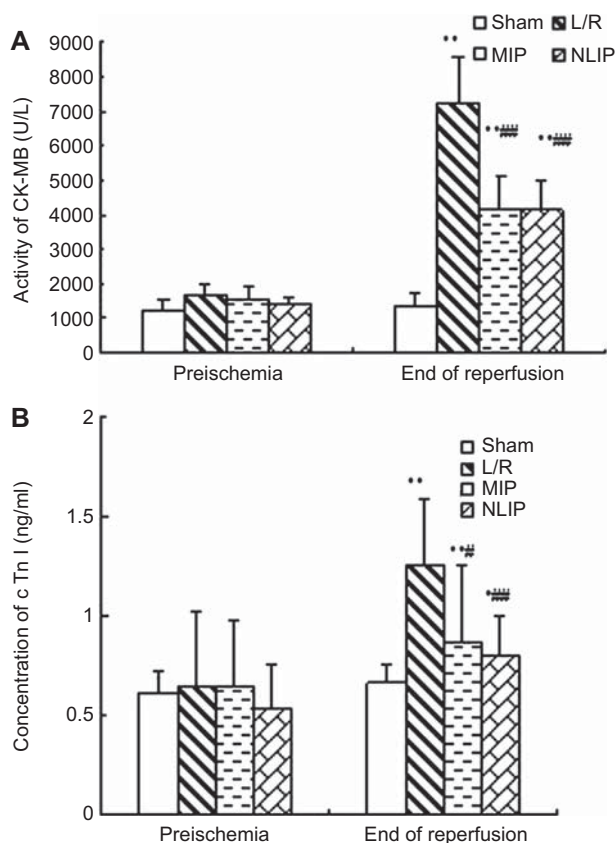 A
Sham L/R
MIP NLIP
Activity of CK-MB (U/L)
9000
8000
7000
6000
5000
4000
3000
2000
1000
0
Preischemia End of reperfusion
B
Sham
L/R
MIP
NLIP
Concentration of c Tn I (ng/ml)
2
1.5
1
0.5
0
Preischemia End of reperfusion